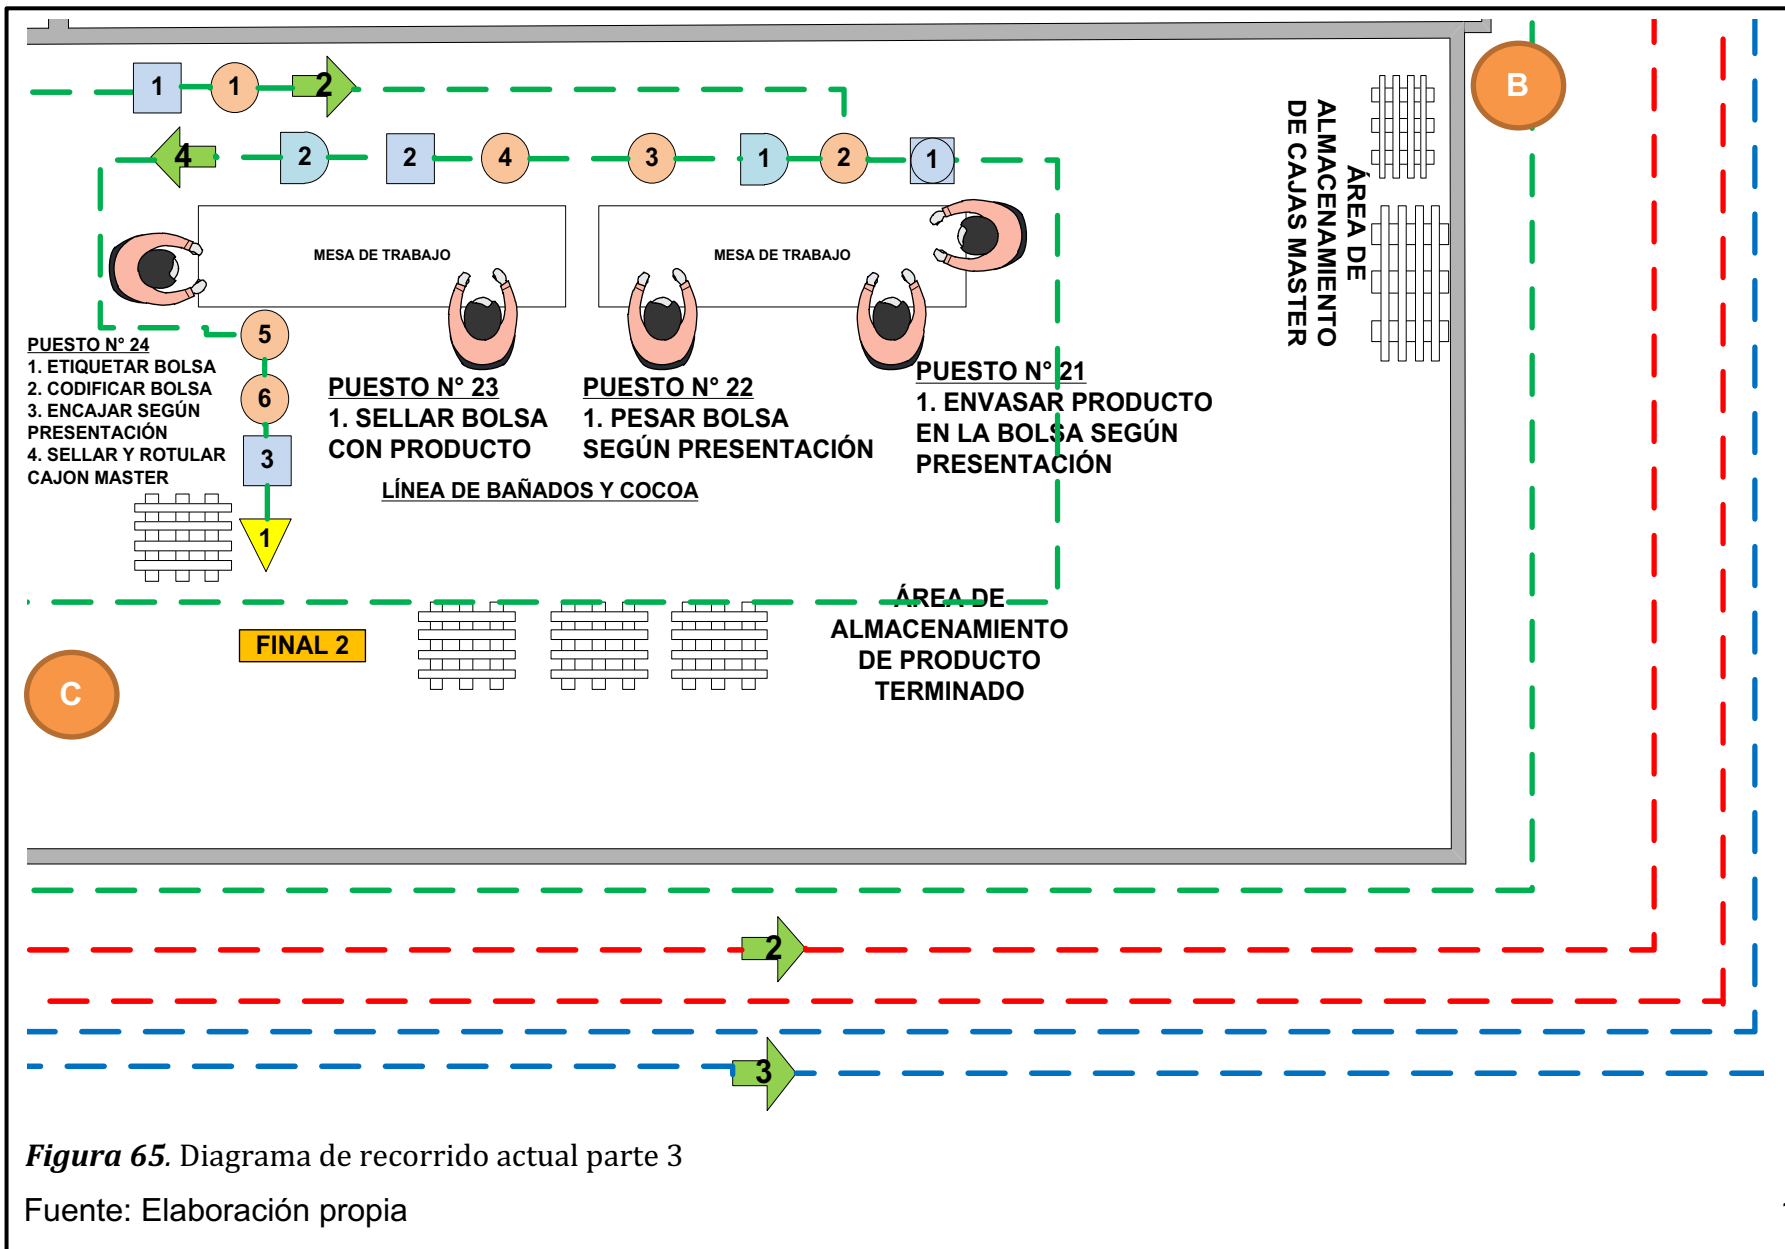 1
1
2
B
4
2
2
4
3
1
2
1
ÁREA DE
ALMACENAMIENTO
DE CAJAS MASTER
MESA DE TRABAJO
MESA DE TRABAJO
PUESTO N° 24
1. ETIQUETAR BOLSA
2. CODIFICAR BOLSA
3. ENCAJAR SEGÚN
PRESENTACIÓN
4. SELLAR Y ROTULAR
CAJON MASTER
5
6
3
1
PUESTO N° 23
1. SELLAR BOLSA
CON PRODUCTO
PUESTO N° 22
1. PESAR BOLSA
SEGÚN PRESENTACIÓN
PUESTO N° 21
1. ENVASAR PRODUCTO
EN LA BOLSA SEGÚN
PRESENTACIÓN
LÍNEA DE BAÑADOS Y COCOA
FINAL 2
ÁREA DE
ALMACENAMIENTO
DE PRODUCTO
TERMINADO
C
2
3
Figura 65. Diagrama de recorrido actual parte 3
Fuente: Elaboración propia